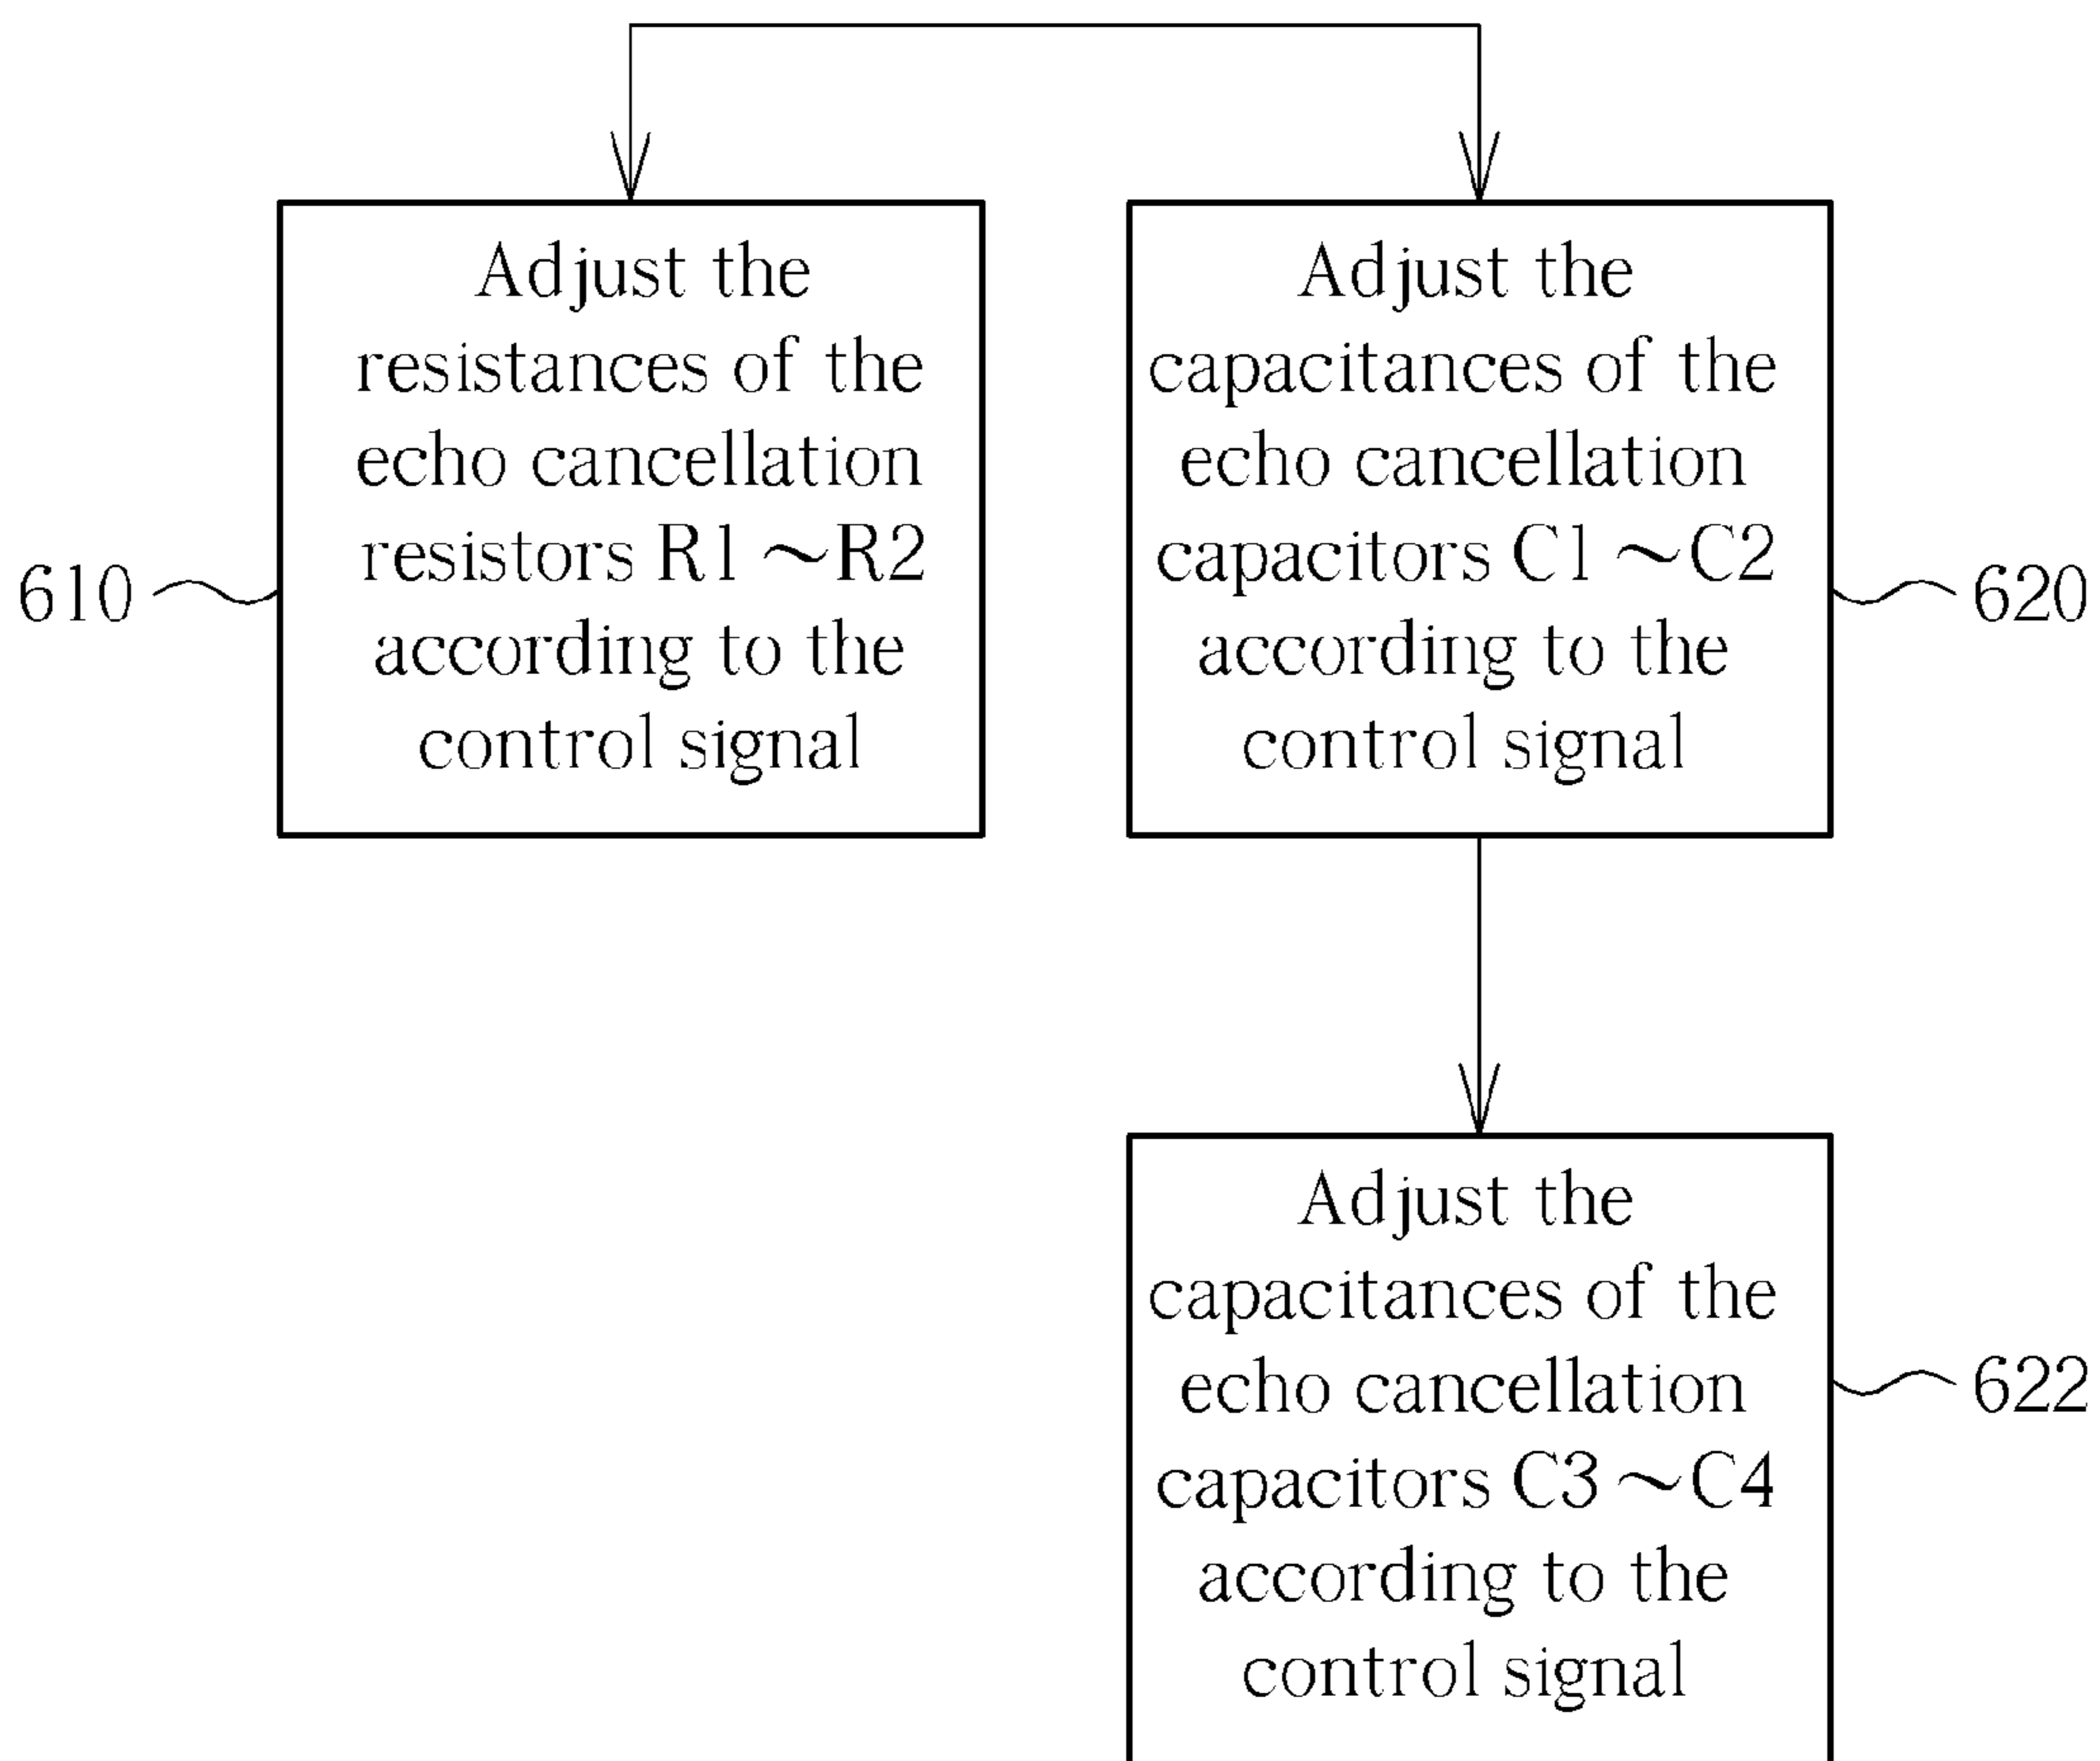 Adjust the
resistances of the
echo cancellation
resistors R1 ~R2
according to the
control signal
610
Adjust the
capacitances of the
echo cancellation
capacitors C1 ~C2
according to the
control signal
620
Adjust the
capacitances of the
echo cancellation
capacitors C3 ~C4
according to the
control signal
622